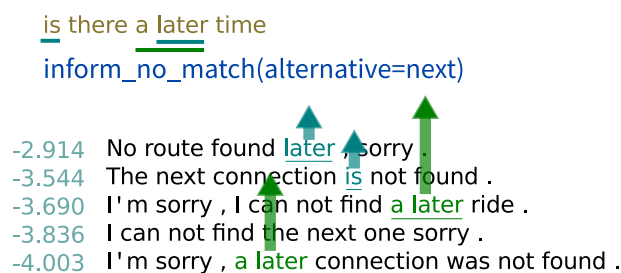 is there a later time
inform_no_match(alternative=next)
-2.914 No route found later , sorry .
-3.544 The next connection is not found .
-3.690 I'm sorry , I can not find a later ride .
-3.836 I can not find the next one sorry .
-4.003 I'm sorry , a later connection was not found .